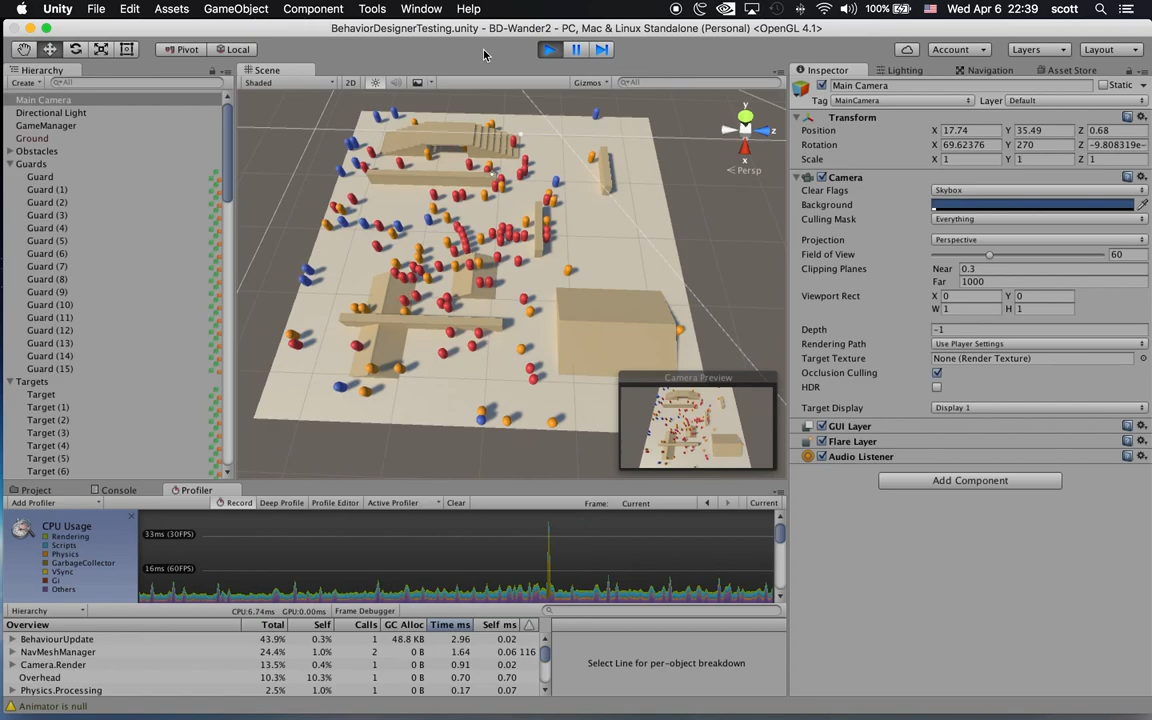 Unity File Edit Assets GameObject Component Tools Window Help 100% Wed Apr 6 22:39 scott
BehaviorDesignerTesting.unity - BD-Wander2 - PC, Mac & Linux Standalone (Personal) <OpenGL 4.1>
Pivot Local Account Layers Layout
Hierarchy
Create All
Main Camera
Directional Light
GameManager
Ground
Obstacles
Guards
Guard
Guard (1)
Guard (2)
Guard (3)
Guard (4)
Guard (5)
Guard (6)
Guard (7)
Guard (8)
Guard (9)
Guard (10)
Guard (11)
Guard (12)
Guard (13)
Guard (14)
Guard (15)
Targets
Target
Target (1)
Target (2)
Target (3)
Target (4)
Target (5)
Target (6)
Scene
Shaded 2D Gizmos All
y
z
x
Persp
Camera Preview
Inspector Lighting Navigation Asset Store
Main Camera Static
Tag MainCamera Layer Default
Transform
Position X 17.74 Y 35.49 Z 0.68
Rotation X 69.62376 Y 270 Z -9.808319e-
Scale X 1 Y 1 Z 1
Camera
Clear Flags Skybox
Background
Culling Mask Everything
Projection Perspective
Field of View 60
Clipping Planes Near 0.3
Far 1000
Viewport Rect X 0 Y 0
W 1 H 1
Depth -1
Rendering Path Use Player Settings
Target Texture None (Render Texture)
Occlusion Culling
HDR
Target Display Display 1
GUI Layer
Flare Layer
Audio Listener
Add Component
Project Console Profiler
Add Profiler Record Deep Profile Profile Editor Active Profiler Clear Frame: Current Current
CPU Usage
Rendering
Scripts
Physics
GarbageCollector
VSync
Gi
Others
33ms (30FPS)
16ms (60FPS)
Hierarchy CPU:6.74ms GPU:0.00ms Frame Debugger
Overview Total Self Calls GC Alloc Time ms Self ms
BehaviourUpdate 43.9% 0.3% 1 48.8 KB 2.96 0.02
NavMeshManager 24.4% 1.0% 2 0 B 1.64 0.06 116
Camera.Render 13.5% 0.4% 1 0 B 0.91 0.02
Overhead 10.3% 10.3% 1 0 B 0.70 0.70
Physics.Processing 2.5% 1.0% 1 0 B 0.17 0.07
Select Line for per-object breakdown
Animator is null